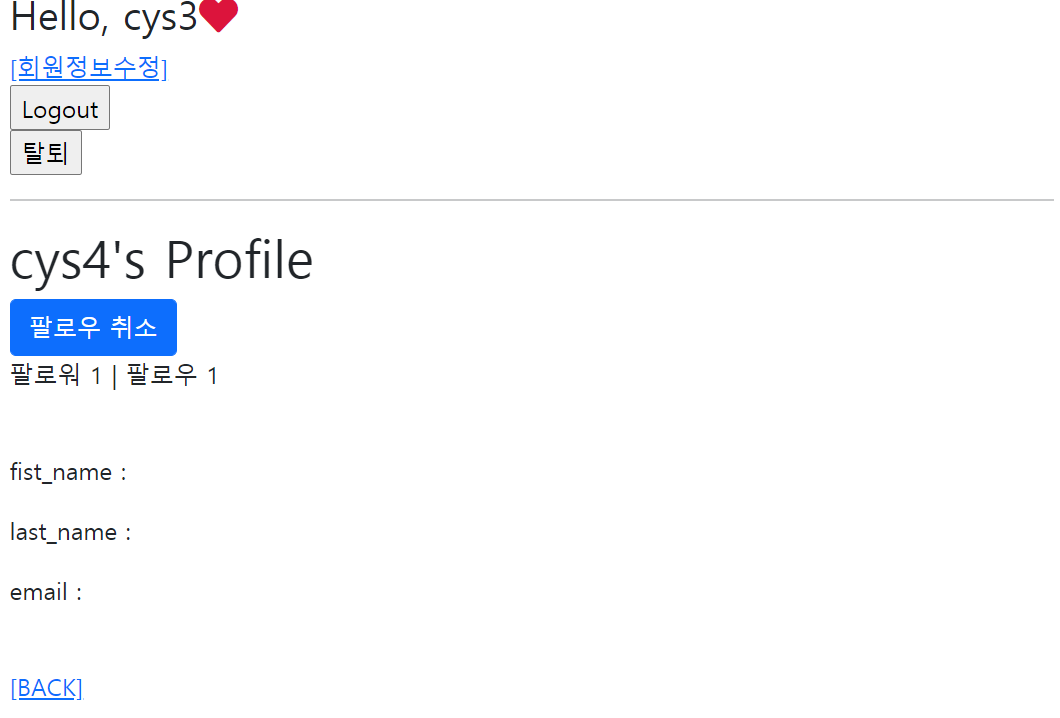 Hello, cys3
[회원정보수정]
Logout
탈퇴
cys4's Profile
팔로우 취소
팔로워 1 | 팔로우 1
fist_name :
last_name :
email :
[BACK]